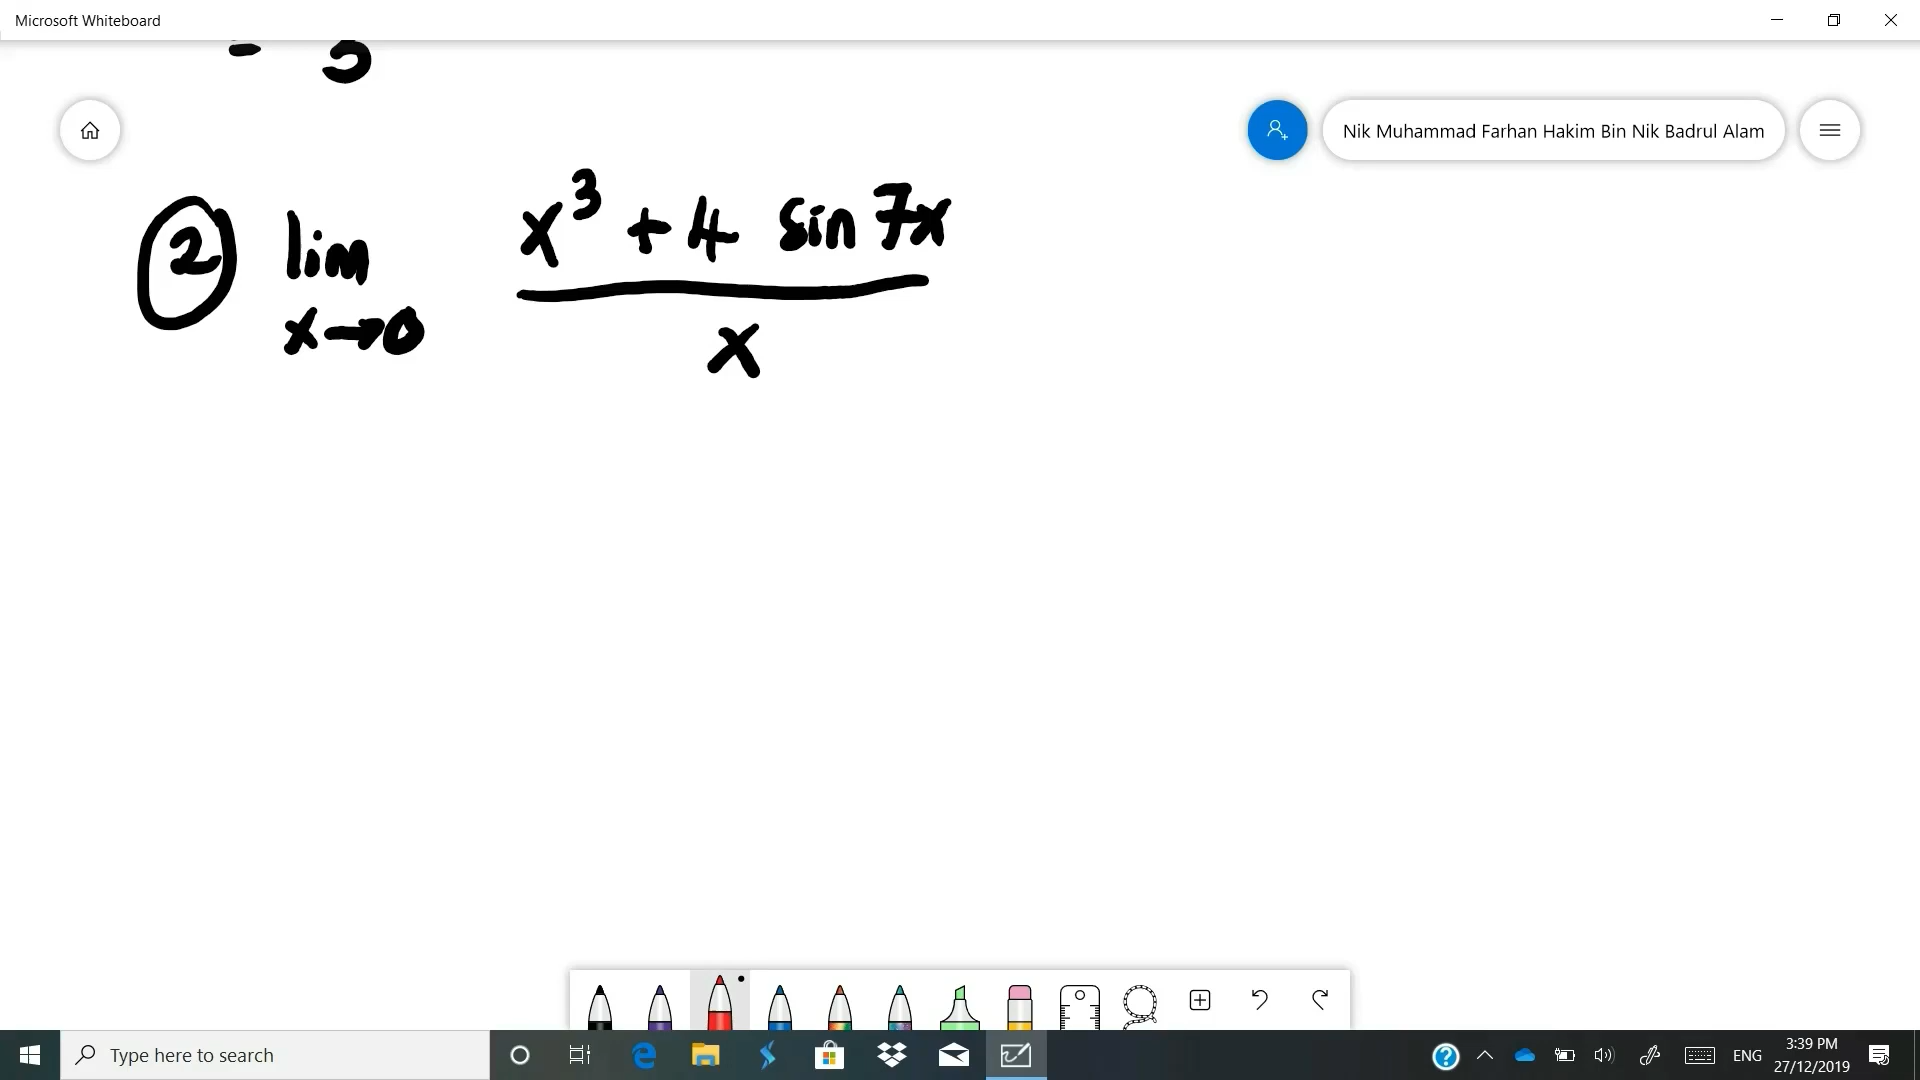 Microsoft Whiteboard
= 3
Nik Muhammad Farhan Hakim Bin Nik Badrul Alam
② lim x→0 (x³ + 4 sin 7x) / x
Type here to search
ENG
3:39 PM
27/12/2019